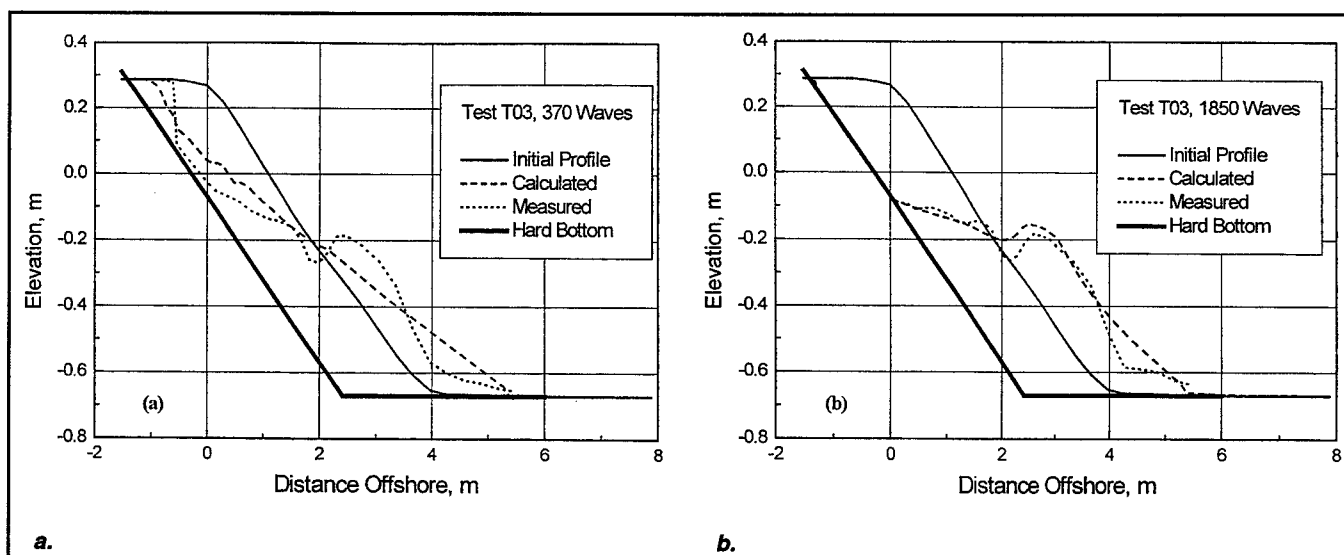 0.4
0.2
0.0
-0.2
-0.4
-0.6
-0.8
Elevation, m
-2
0
2
4
6
8
Distance Offshore, m
Test T03, 370 Waves
Initial Profile
Calculated
Measured
Hard Bottom
(a)
a.
0.4
0.2
0.0
-0.2
-0.4
-0.6
-0.8
Elevation, m
-2
0
2
4
6
8
Distance Offshore, m
Test T03, 1850 Waves
Initial Profile
Calculated
Measured
Hard Bottom
(b)
b.